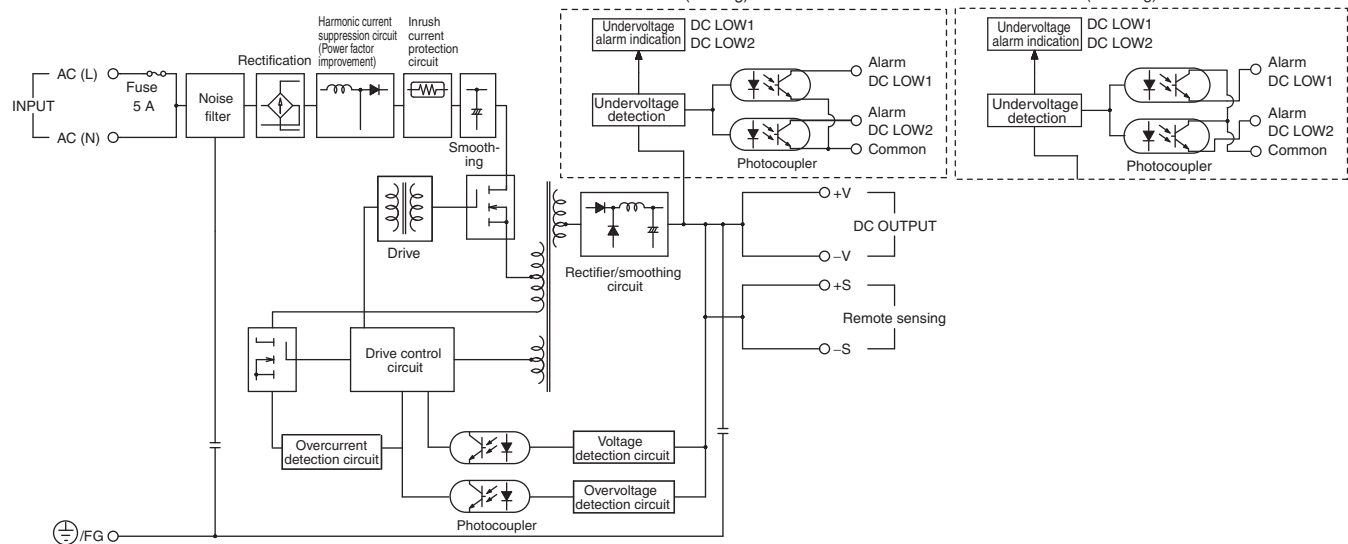 Harmonic current
suppression circuit
(Power factor
improvement)
Inrush
current
protection
circuit
Rectification
AC (L)
INPUT
Fuse
5 A
AC (N)
Noise
filter
Smooth-
ing
Undervoltage
alarm indication
DC LOW1
DC LOW2
Undervoltage
detection
Alarm
DC LOW1
Alarm
DC LOW2
Common
Photocoupler
Undervoltage
alarm indication
DC LOW1
DC LOW2
Undervoltage
detection
Alarm
DC LOW1
Alarm
DC LOW2
Common
Photocoupler
Drive
Rectifier/smoothing
circuit
+V
DC OUTPUT
–V
+S
Remote sensing
–S
Drive control
circuit
Overcurrent
detection circuit
Voltage
detection circuit
Overvoltage
detection circuit
Photocoupler
/FG